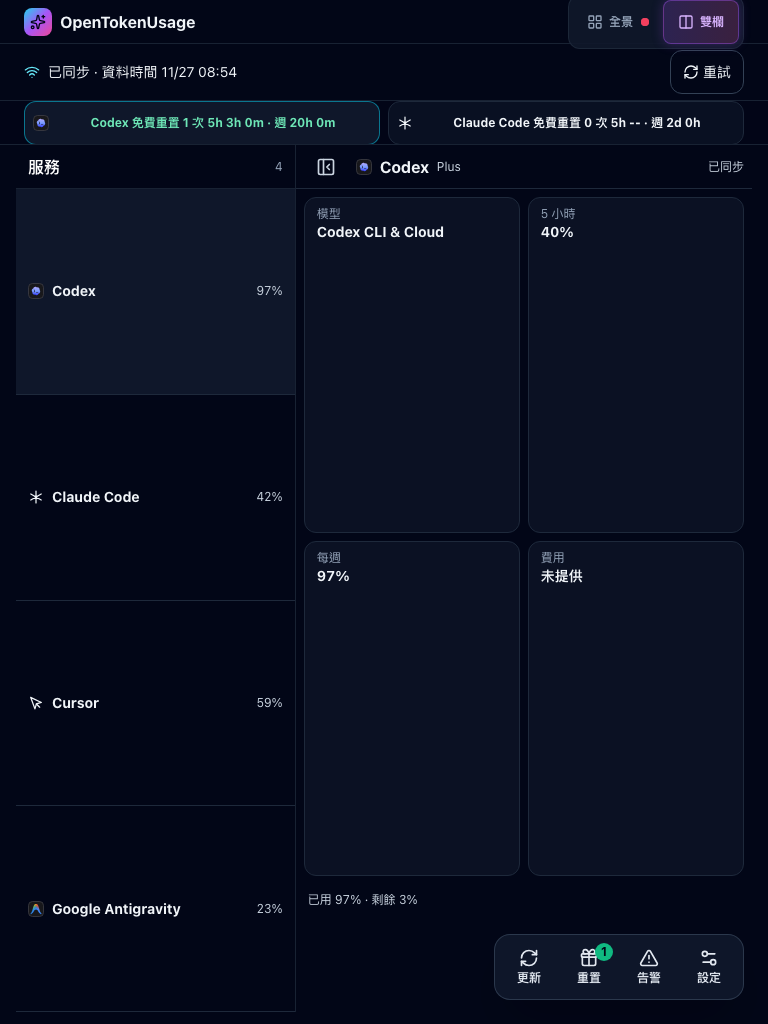 OpenTokenUsage
全景
雙欄
已同步 · 資料時間 11/27 08:54
重試
Codex 免費重置 1 次 5h 3h 0m · 週 20h 0m
Claude Code 免費重置 0 次 5h -- · 週 2d 0h
服務
4
Codex
97%
Claude Code
42%
Cursor
59%
Google Antigravity
23%
Codex Plus
已同步
模型
Codex CLI & Cloud
5 小時
40%
每週
97%
費用
未提供
已用 97% · 剩餘 3%
更新
重置
1
告警
設定